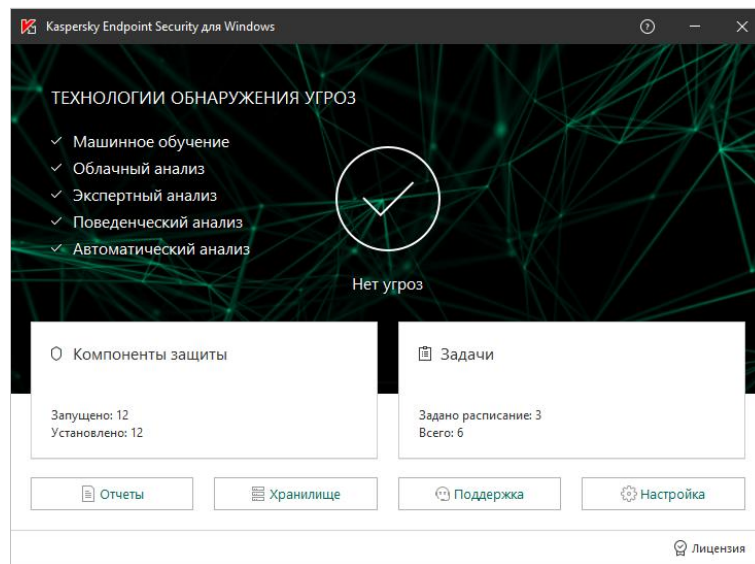 Kaspersky Endpoint Security для Windows
ТЕХНОЛОГИИ ОБНАРУЖЕНИЯ УГРОЗ
Машинное обучение
Облачный анализ
Экспертный анализ
Поведенческий анализ
Автоматический анализ
Нет угроз
Компоненты защиты
Запущено: 12
Установлено: 12
Задачи
Задано расписание: 3
Всего: 6
Отчеты
Хранилище
Поддержка
Настройка
Лицензия